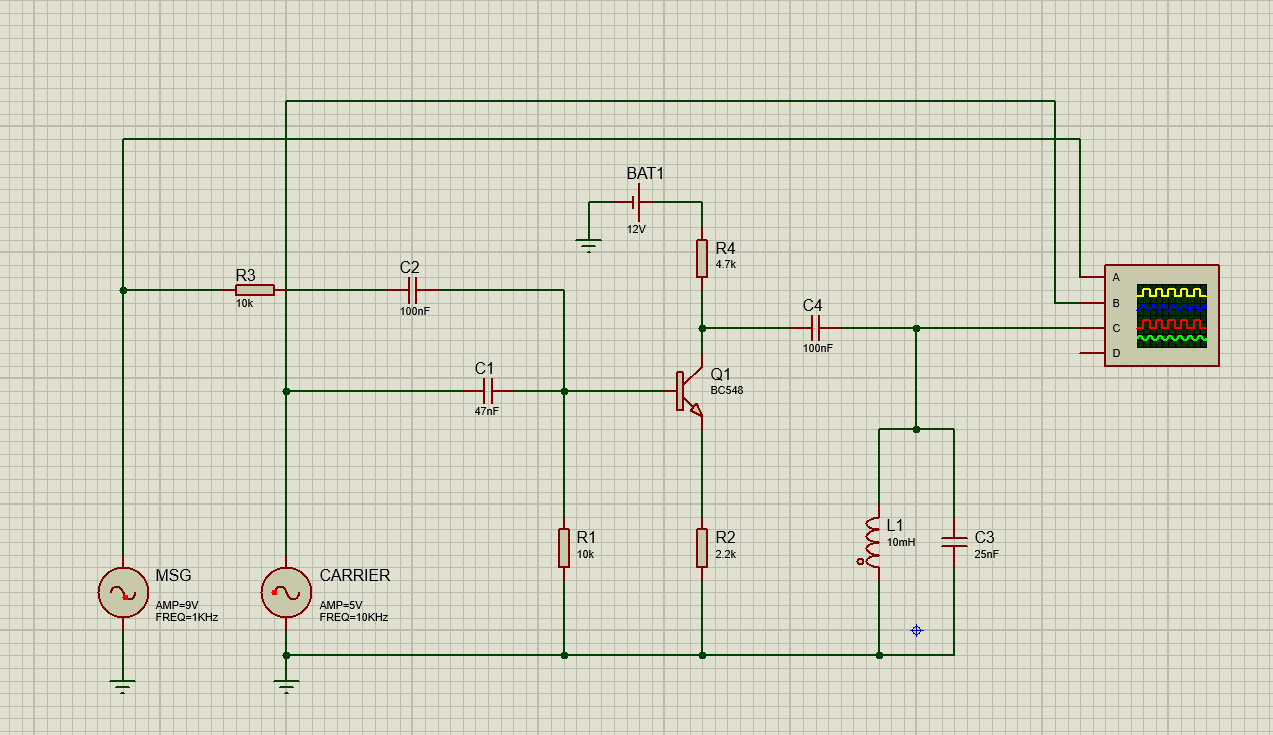 BAT1
12V
R4
4.7k
R3
10k
C2
100nF
A
B
C
D
C4
100nF
C1
47nF
Q1
BC548
R1
10k
R2
2.2k
L1
10mH
C3
25nF
MSG
AMP=9V
FREQ=1KHz
CARRIER
AMP=5V
FREQ=10KHz